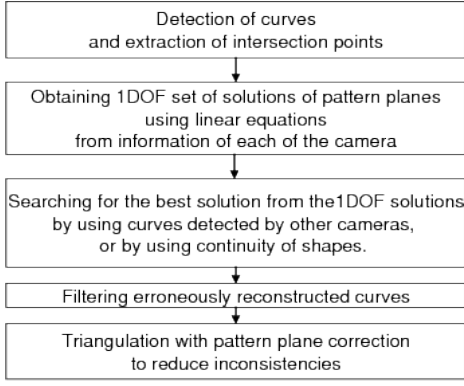 Detection of curves
and extraction of intersection points
Obtaining 1DOF set of solutions of pattern planes
using linear equations
from information of each of the camera
Searching for the best solution from the1DOF solutions
by using curves detected by other cameras,
or by using continuity of shapes.
Filtering erroneously reconstructed curves
Triangulation with pattern plane correction
to reduce inconsistencies